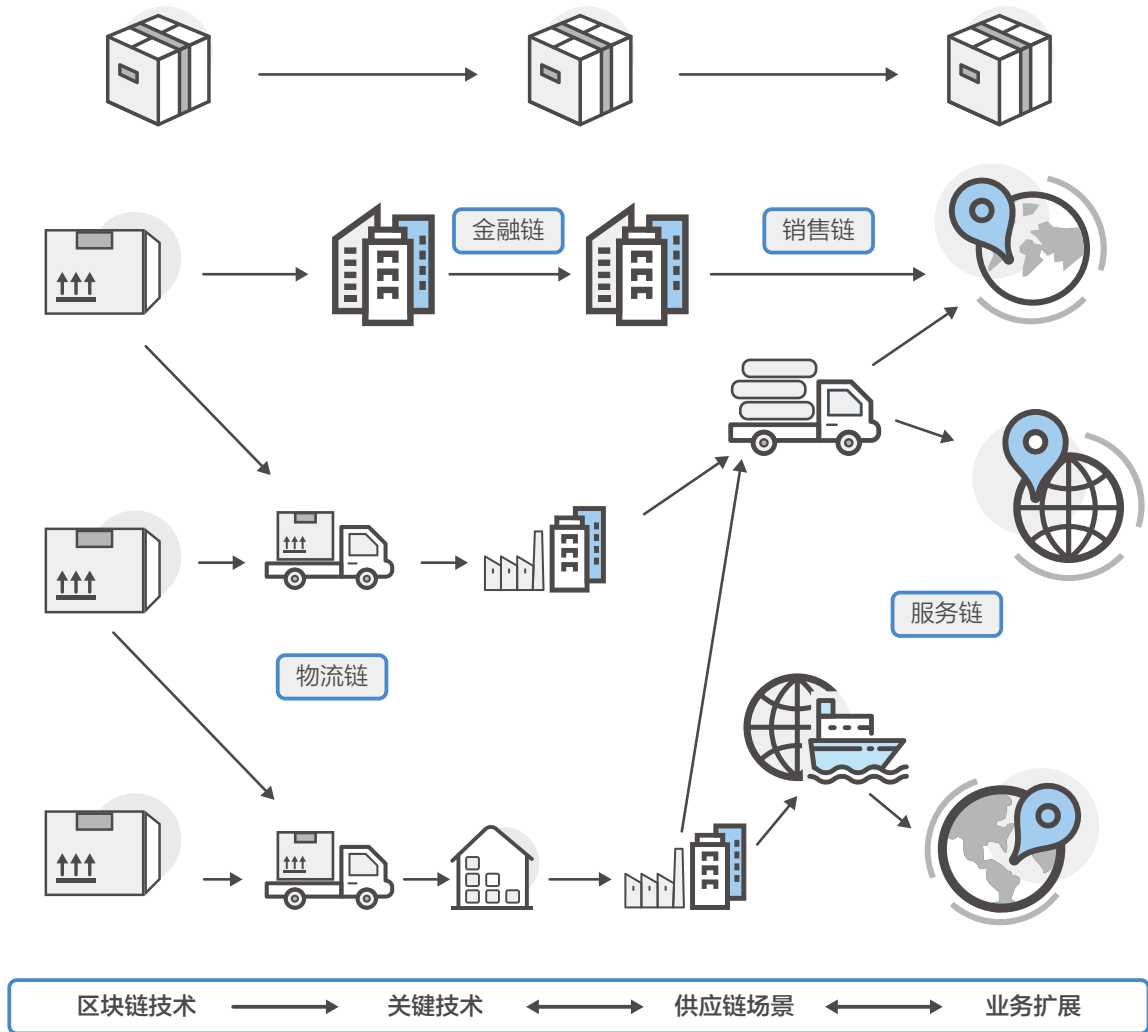 金融链
销售链
服务链
物流链
区块链技术
关键技术
供应链场景
业务扩展